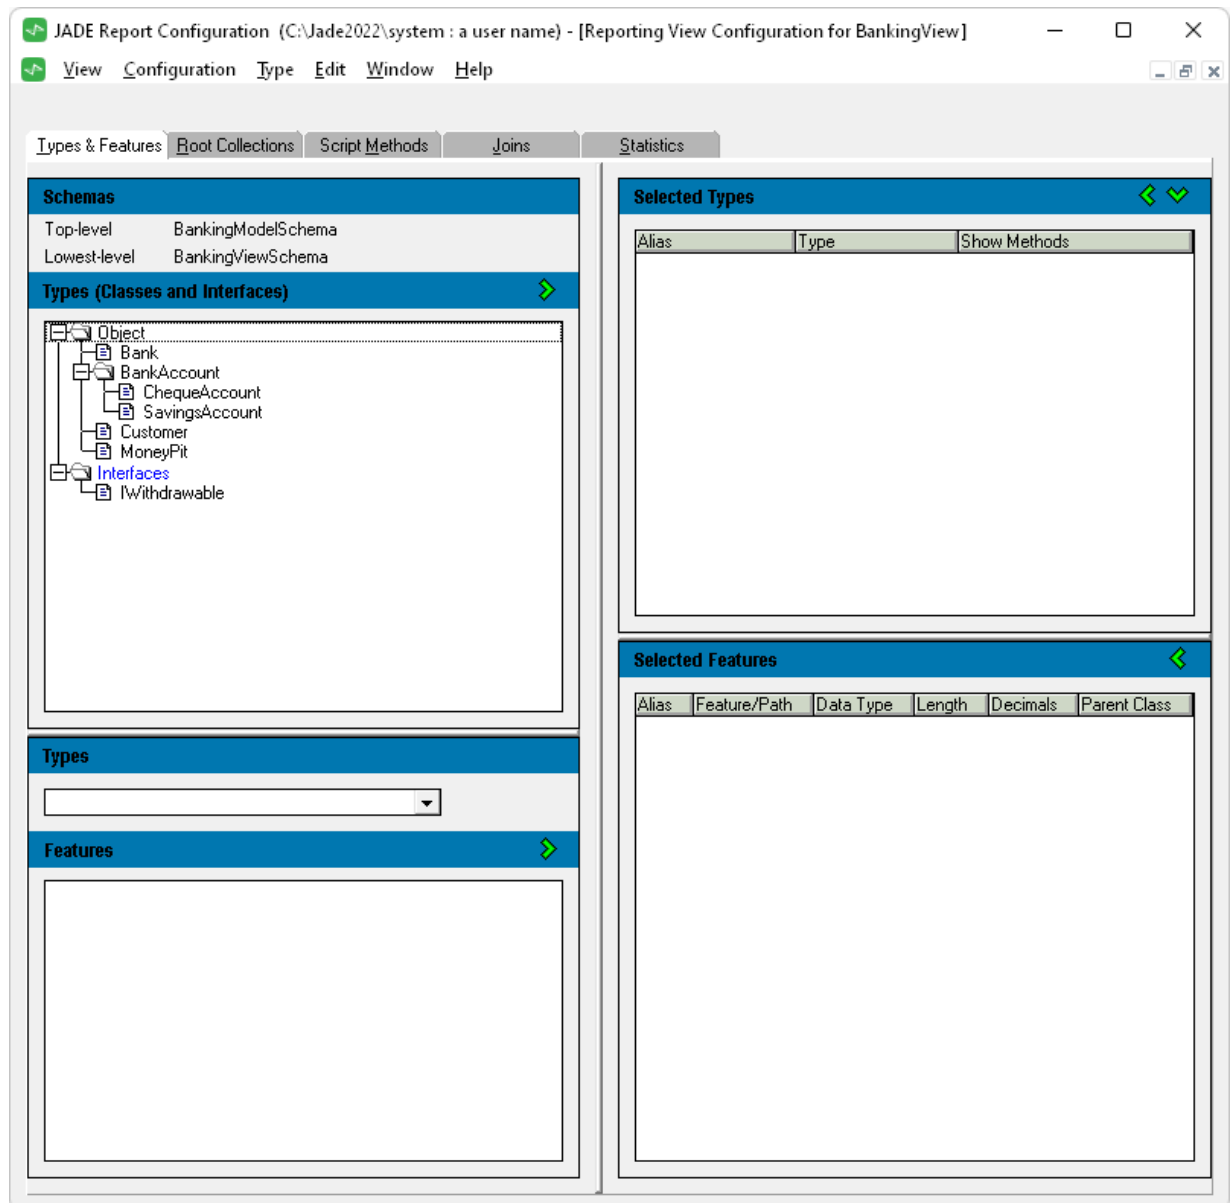 JADE Report Configuration (C:\Jade2022\system : a user name) - [Reporting View Configuration for BankingView]
View Configuration Type Edit Window Help
Types & Features Root Collections Script Methods Joins Statistics
Schemas
Top-level BankingModelSchema
Lowest-level BankingViewSchema
Types (Classes and Interfaces)
Object
Bank
BankAccount
ChequeAccount
SavingsAccount
Customer
MoneyPit
Interfaces
IWithdrawable
Types
Features
Selected Types
Alias Type Show Methods
Selected Features
Alias Feature/Path Data Type Length Decimals Parent Class